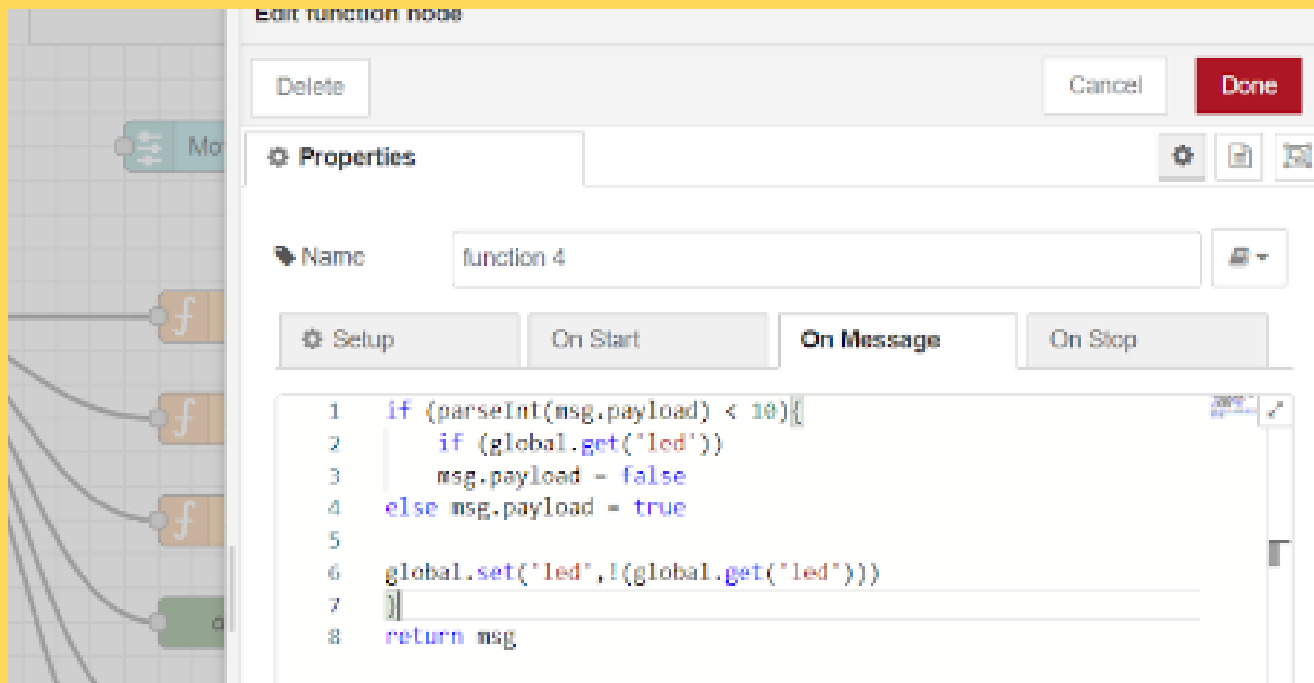 Edit function node
Delete
Cancel
Done
Properties
Mo
Name
function 4
Setup
On Start
On Message
On Stop
1 if (parseInt(msg.payload) < 10){
2 if (global.get('led'))
3 msg.payload = false
4 else msg.payload = true
5
6 global.set('led',!(global.get('led')))
7 }
8 return msg